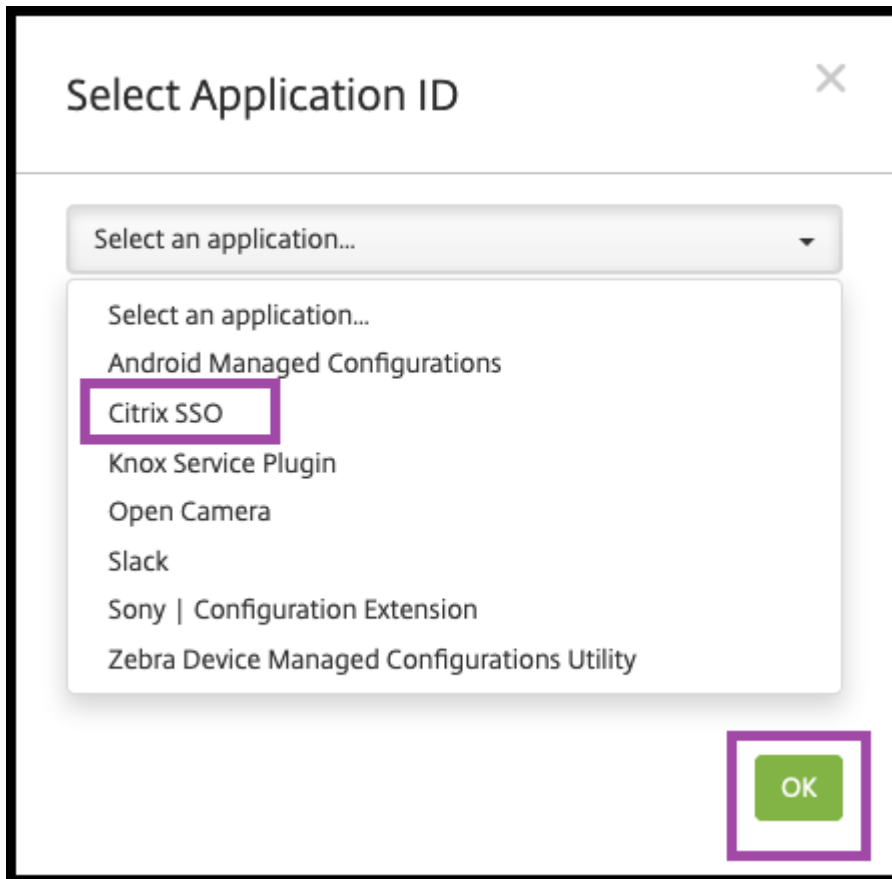 Select Application ID
Select an application...
Select an application...
Android Managed Configurations
Citrix SSO
Knox Service Plugin
Open Camera
Slack
Sony | Configuration Extension
Zebra Device Managed Configurations Utility
OK